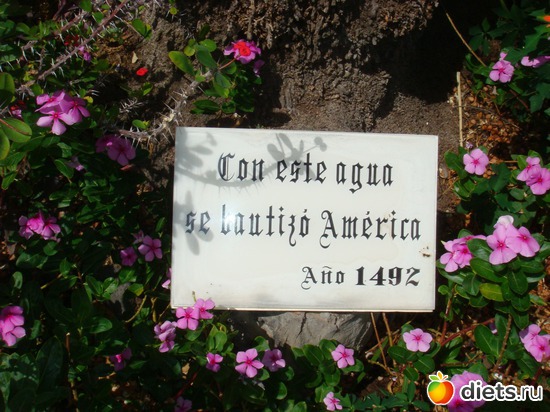 Con este agua
se bautizó América
Año 1492
diets.ru